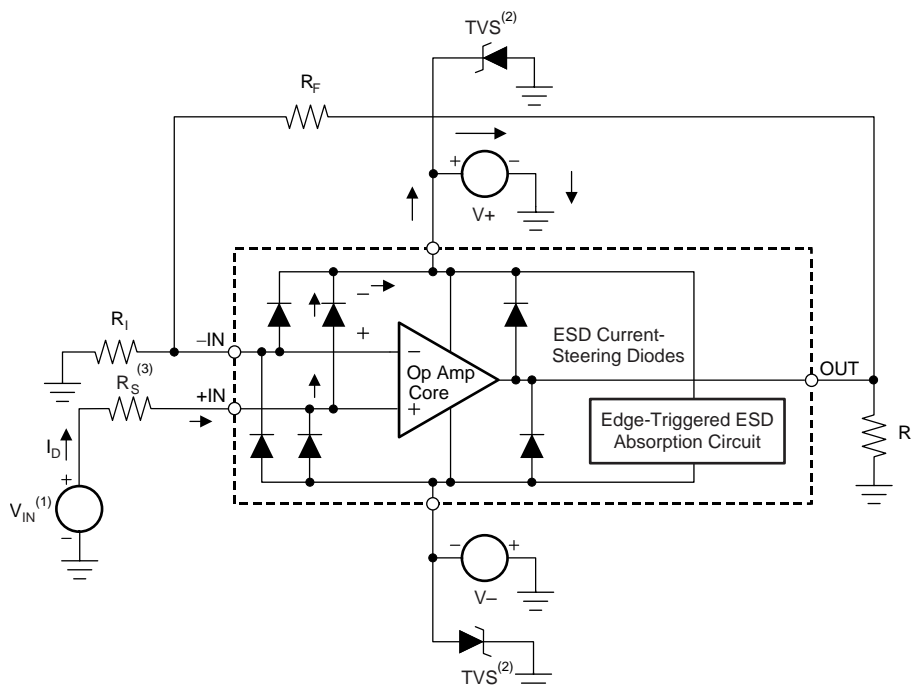 TVS(2)
RF
+ −
V+
−
+
RI
−IN
RS(3)
+IN
−
Op Amp
Core
+
ESD Current-
Steering Diodes
OUT
Edge-Triggered ESD
Absorption Circuit
R
ID
+
VIN(1)
−
− +
V−
TVS(2)